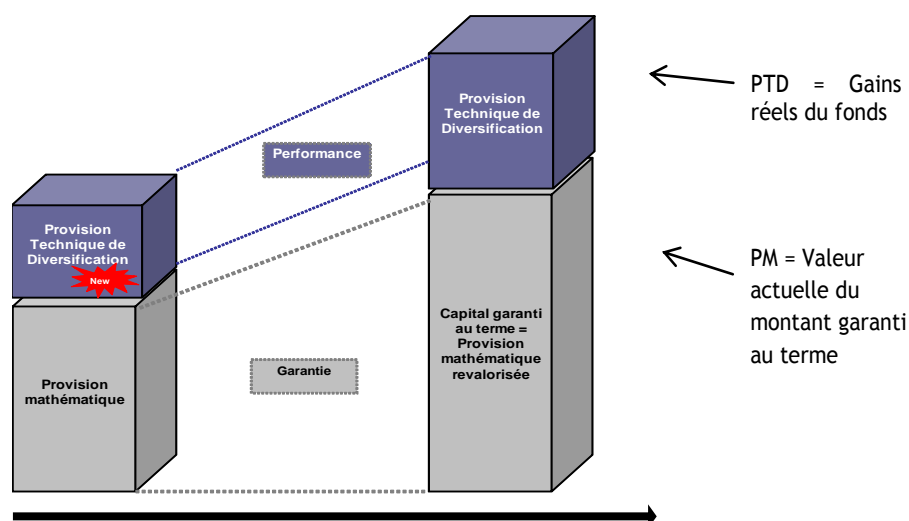 Provision
Technique de
Diversification
New
Provision
mathématique
Performance
Garantie
Provision
Technique de
Diversification
Capital garanti
au terme =
Provision
mathématique
revalorisée
PTD = Gains
réels du fonds
PM = Valeur
actuelle du
montant garanti
au terme